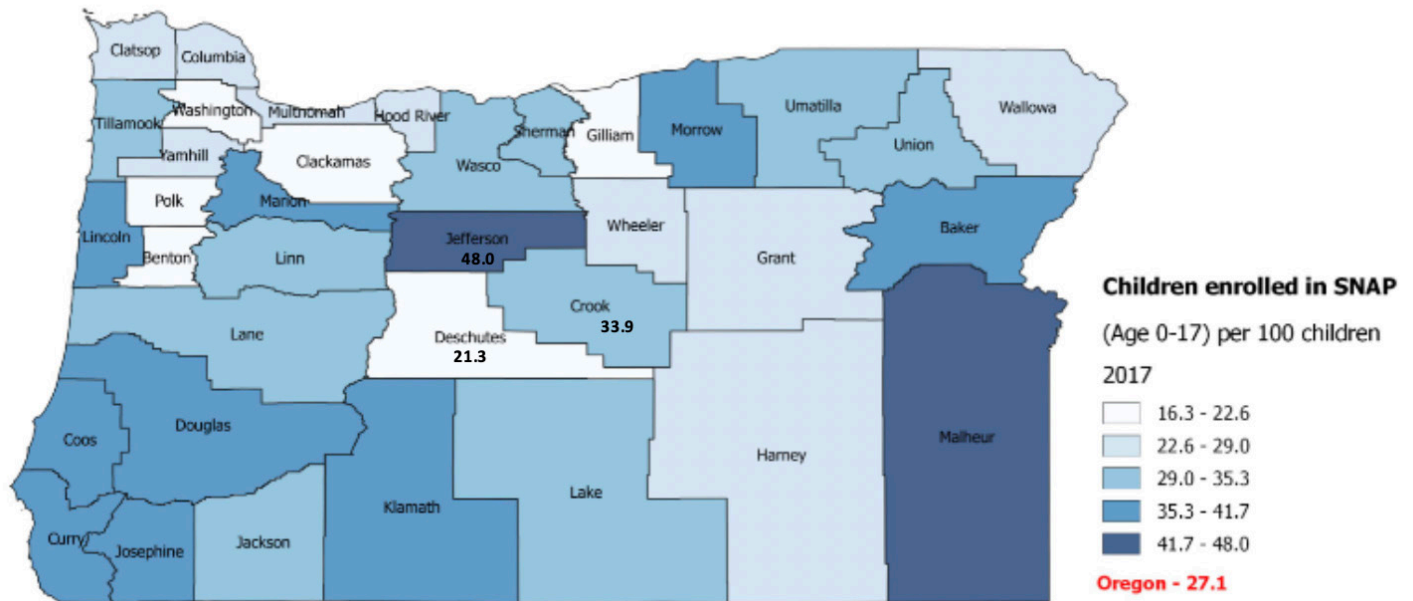 Clatsop
Columbia
Washington
Multnomah
Hood River
Tillamook
Yamhill
Clackamas
Wasco
Sherman
Gilliam
Morrow
Umatilla
Union
Wallowa
Polk
Marion
Lincoln
Benton
Linn
Jefferson
48.0
Wheeler
Grant
Baker
Lane
Deschutes
21.3
Crook
33.9
Coos
Douglas
Curry
Josephine
Jackson
Klamath
Lake
Harney
Malheur
Children enrolled in SNAP
(Age 0-17) per 100 children
2017
16.3 - 22.6
22.6 - 29.0
29.0 - 35.3
35.3 - 41.7
41.7 - 48.0
Oregon - 27.1